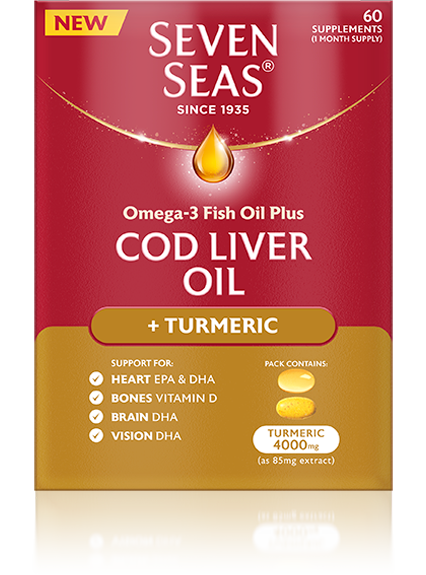 NEW
60
SUPPLEMENTS
(1 MONTH SUPPLY)
SEVEN
SEAS®
SINCE 1935
Omega-3 Fish Oil Plus
COD LIVER
OIL
+ TURMERIC
SUPPORT FOR:
HEART EPA & DHA
BONES VITAMIN D
BRAIN DHA
VISION DHA
PACK CONTAINS:
TURMERIC
4000mg
(as 85mg extract)